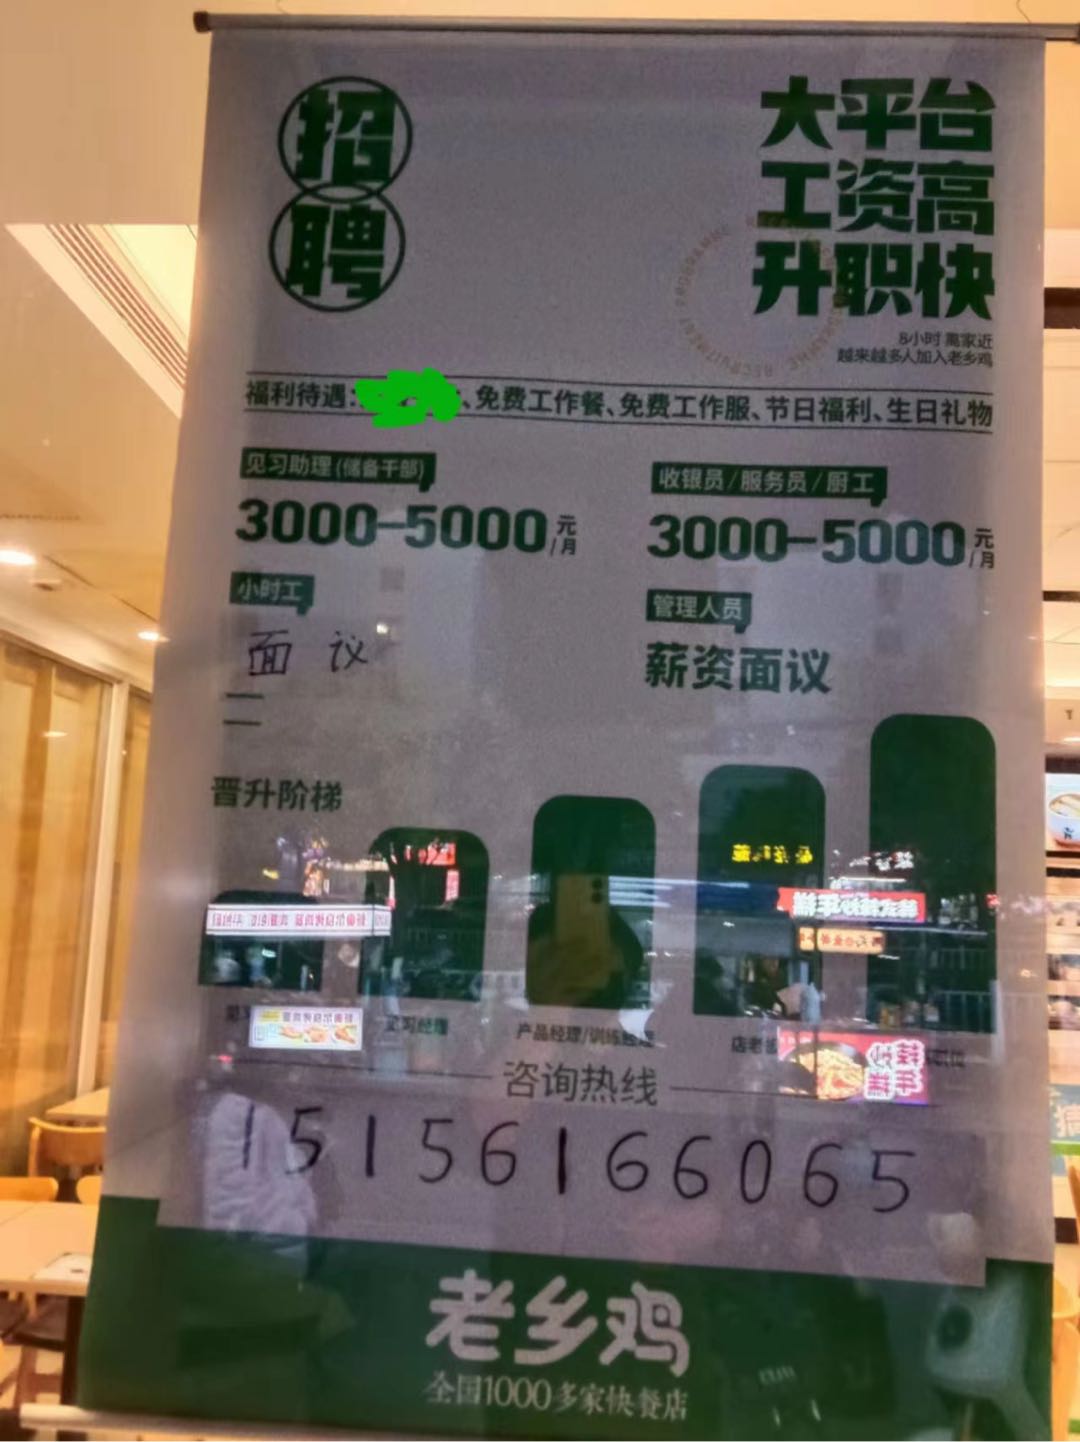 招聘
大平台
工资高
升职快
8小时 离家近
越来越多人加入老乡鸡
福利待遇: 、免费工作餐、免费工作服、节日福利、生日礼物
见习助理(储备干部)
3000-5000元/月
收银员/服务员/厨工
3000-5000元/月
小时工
面议
管理人员
薪资面议
晋升阶梯
见习经理
产品经理/训练经理
店老板
咨询热线
15156166065
老乡鸡
全国1000多家快餐店